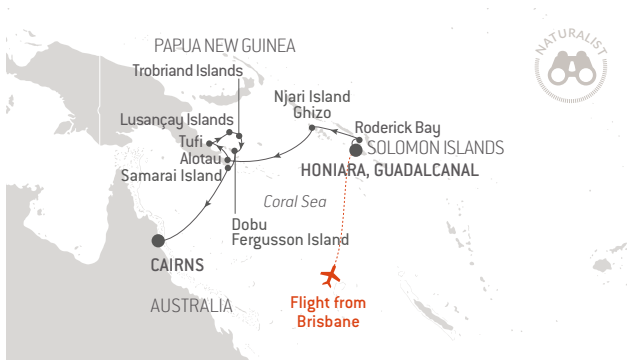 NATURALIST
PAPUA NEW GUINEA
Trobriand Islands
Njari Island
Ghizo
Lusançay Islands
Roderick Bay
Tufi
SOLOMON ISLANDS
Alotau
HONIARA, GUADALCANAL
Samarai Island
Coral Sea
Dobu
Fergusson Island
CAIRNS
AUSTRALIA
Flight from
Brisbane